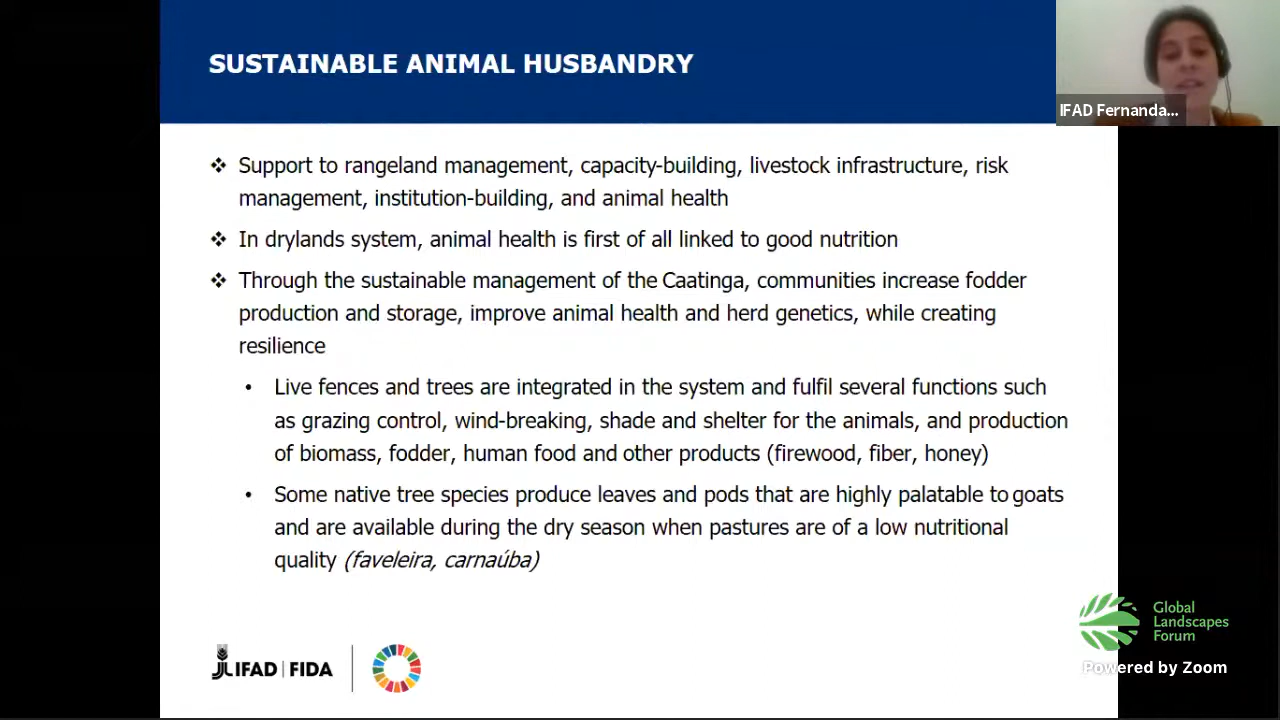 SUSTAINABLE ANIMAL HUSBANDRY
IFAD Fernanda...
❖ Support to rangeland management, capacity-building, livestock infrastructure, risk
management, institution-building, and animal health
❖ In drylands system, animal health is first of all linked to good nutrition
❖ Through the sustainable management of the Caatinga, communities increase fodder
production and storage, improve animal health and herd genetics, while creating
resilience
• Live fences and trees are integrated in the system and fulfil several functions such
as grazing control, wind-breaking, shade and shelter for the animals, and production
of biomass, fodder, human food and other products (firewood, fiber, honey)
• Some native tree species produce leaves and pods that are highly palatable to goats
and are available during the dry season when pastures are of a low nutritional
quality (faveleira, carnaúba)
Global
Landscapes
Forum
Powered by Zoom
IFAD | FIDA